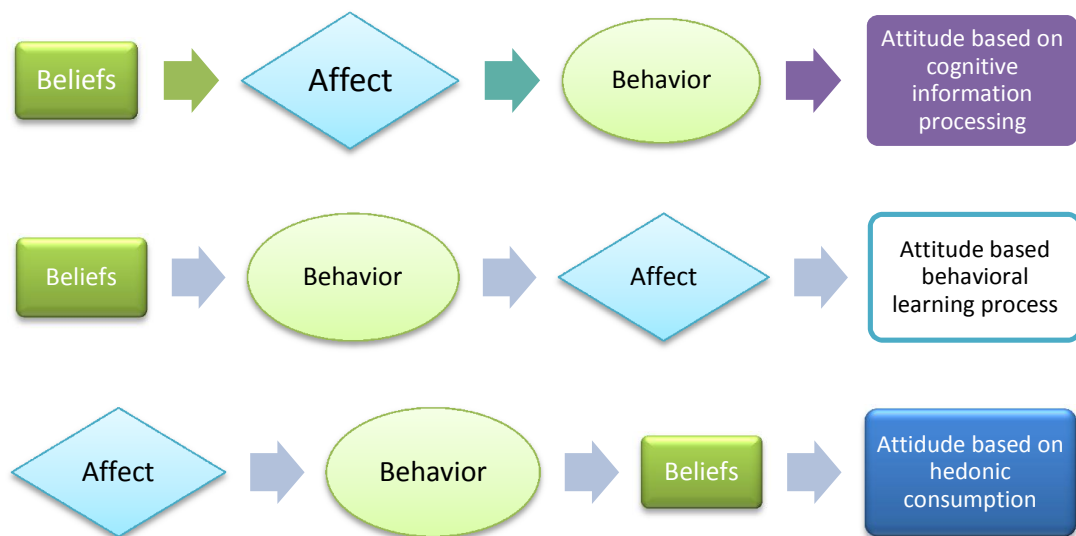 Beliefs
Affect
Behavior
Attitude based on
cognitive
information
processing
Beliefs
Behavior
Affect
Attitude based
behavioral
learning process
Affect
Behavior
Beliefs
Attidude based on
hedonic
consumption